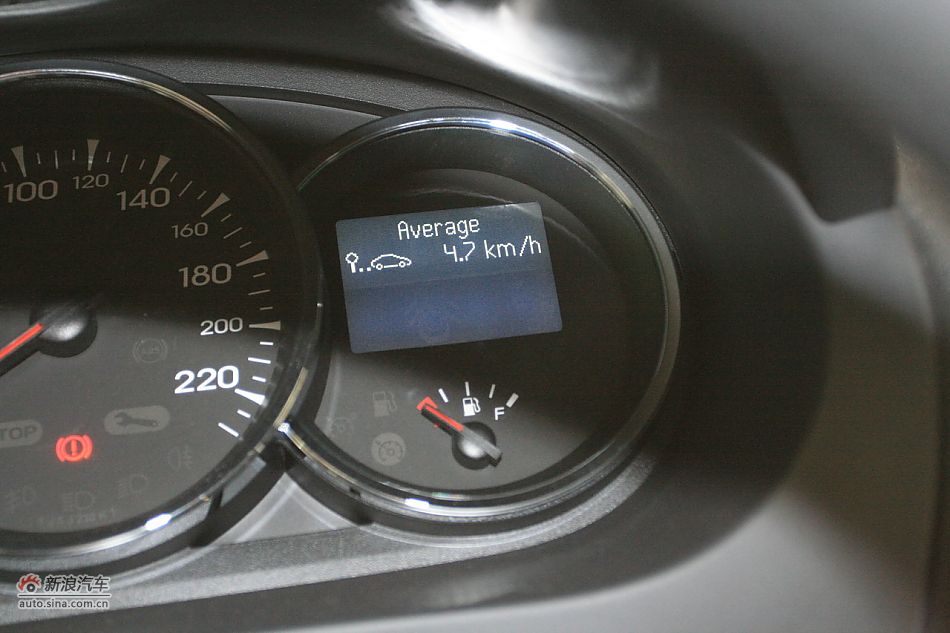 Average
4.7 km/h
100
120
140
160
180
200
220
F
STOP
新浪汽车
auto.sina.com.cn